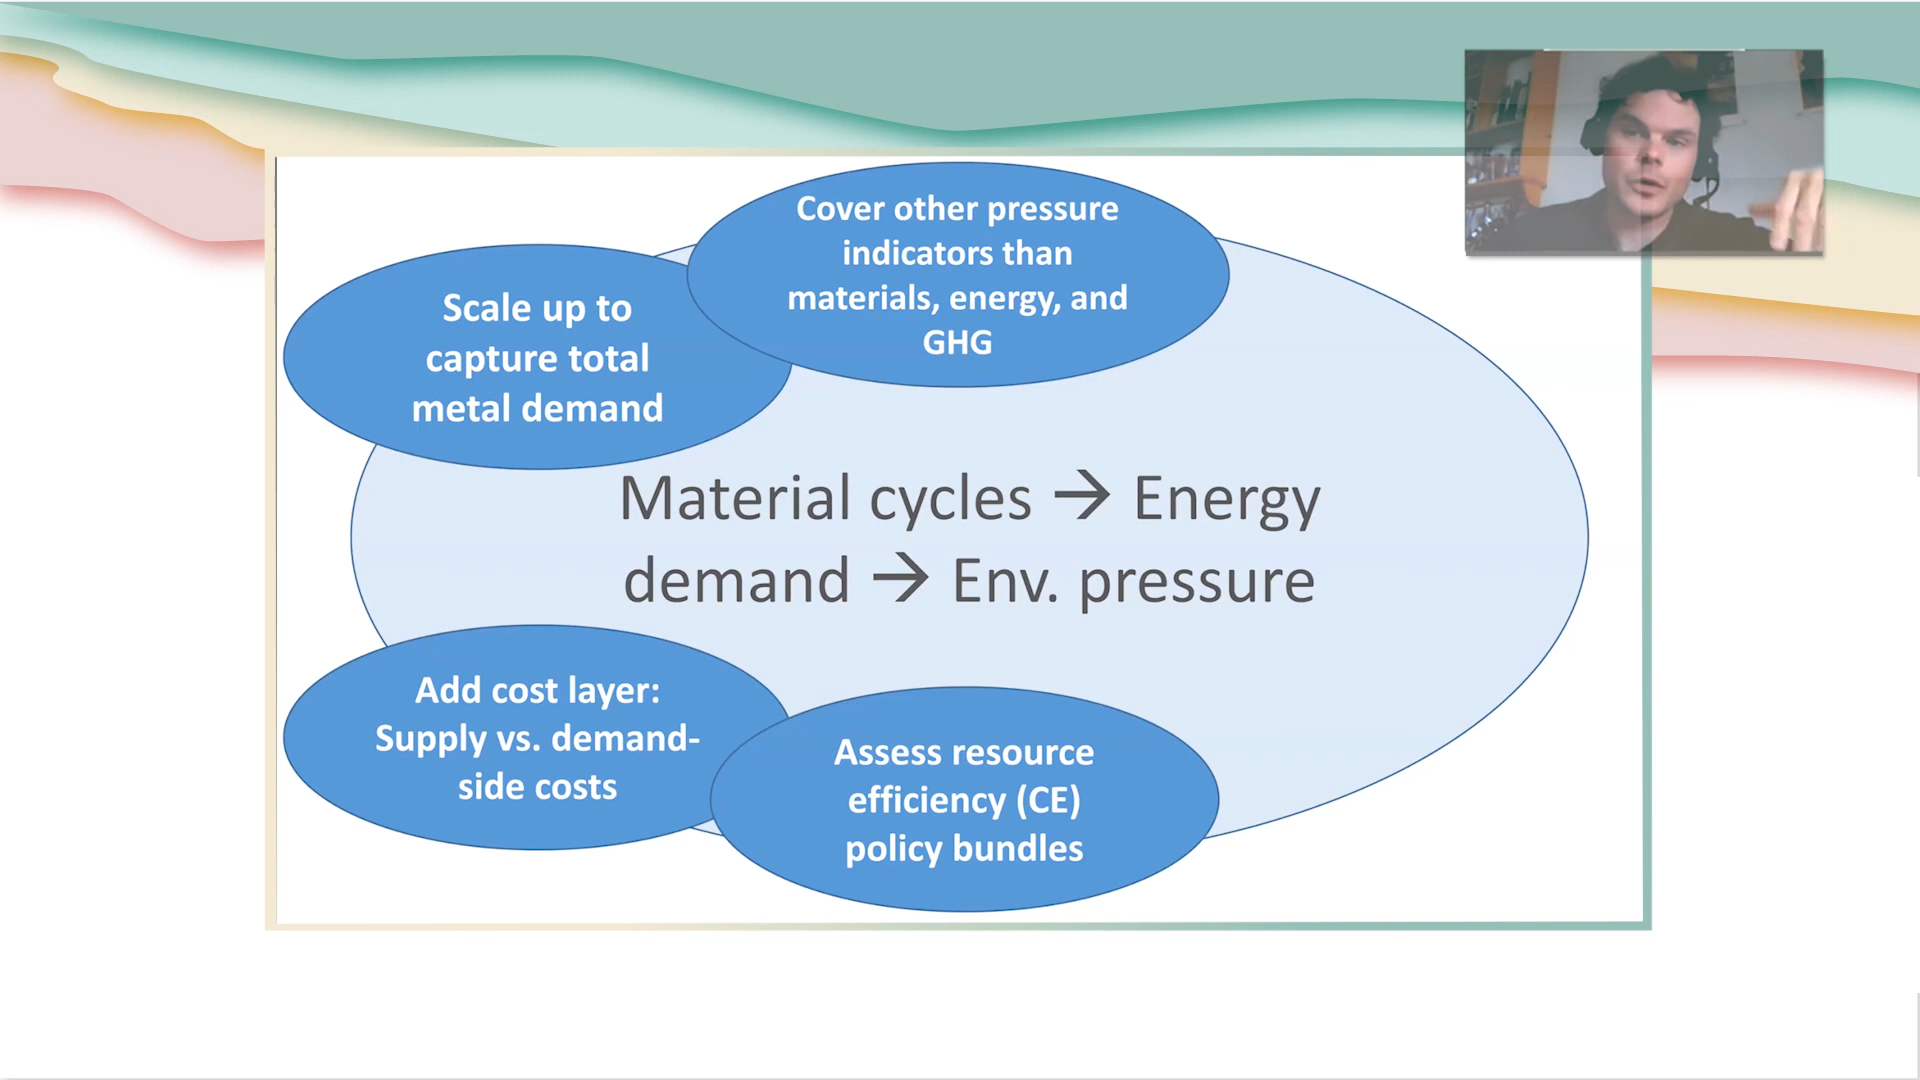 Cover other pressure
indicators than
materials, energy, and
GHG
Scale up to
capture total
metal demand
Material cycles → Energy
demand → Env. pressure
Add cost layer:
Supply vs. demand-
side costs
Assess resource
efficiency (CE)
policy bundles